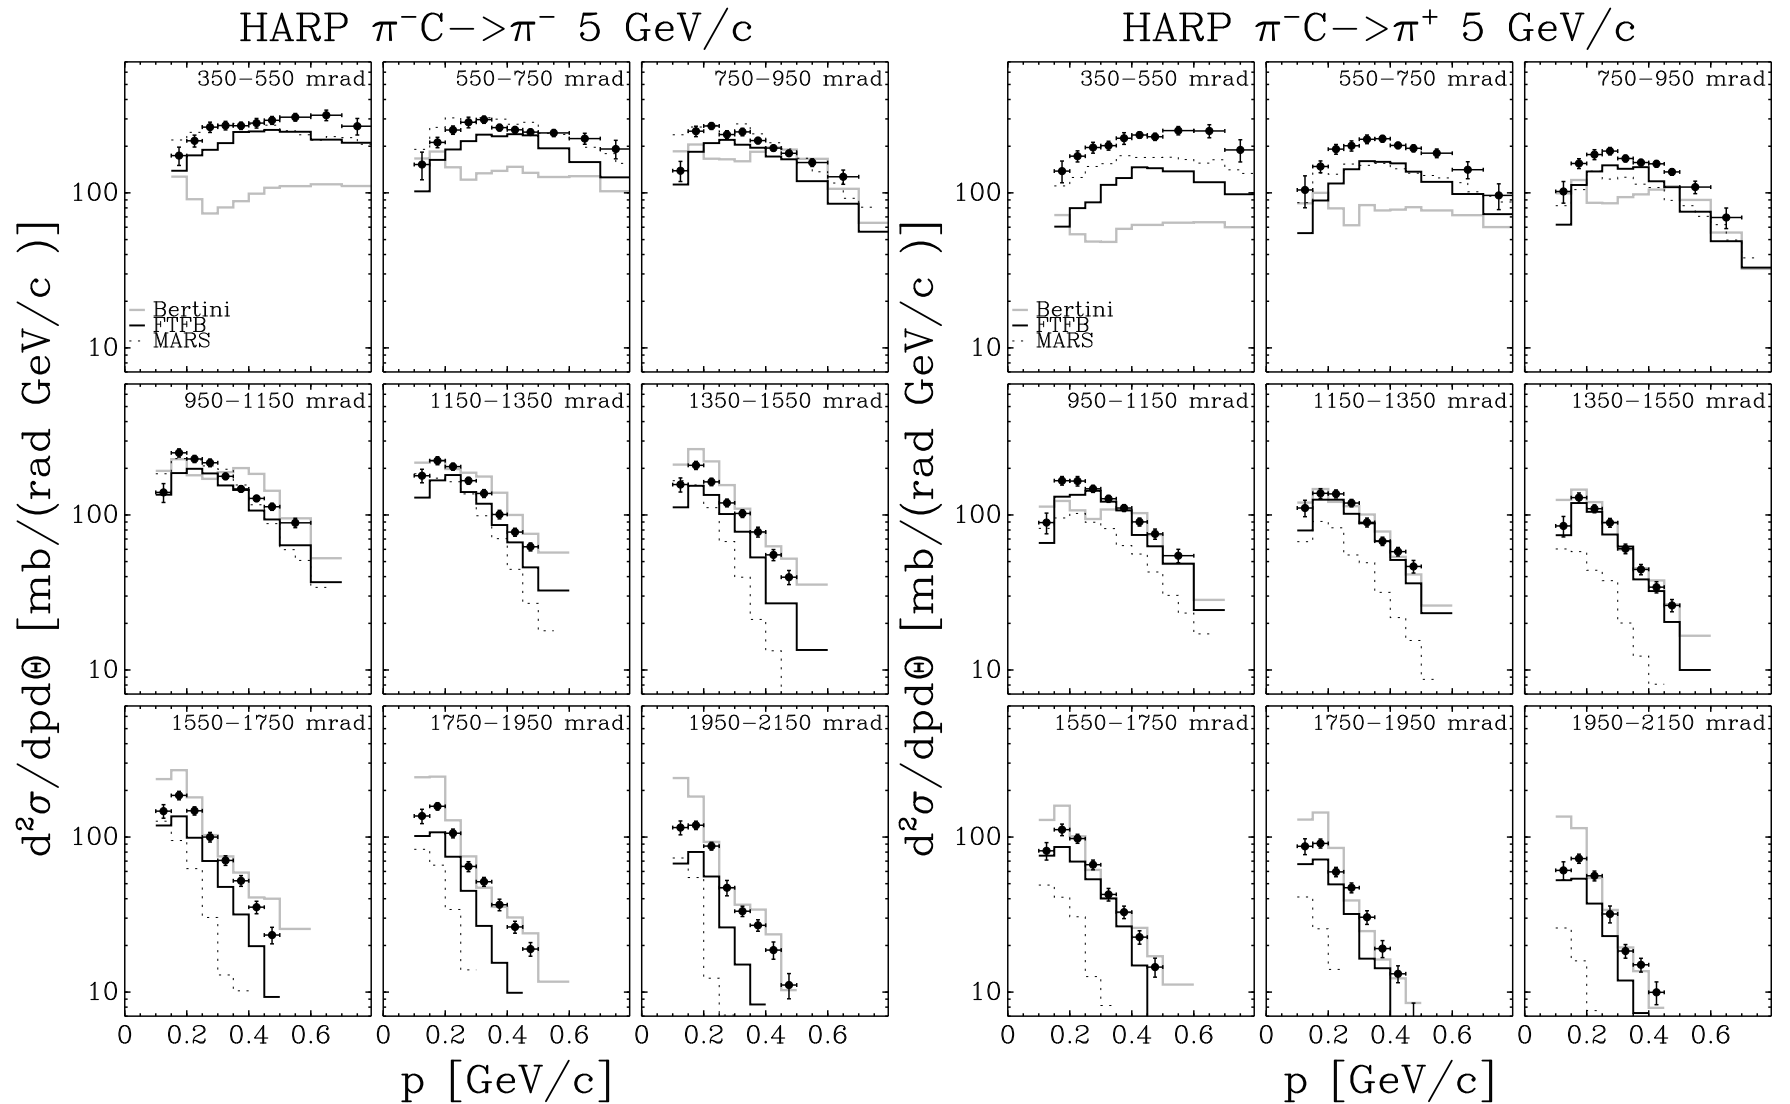 HARP π⁻C−>π⁻ 5 GeV/c
d²σ/dpdΘ [mb/(rad GeV/c )]
350−550 mrad
550−750 mrad
750−950 mrad
100
10
Bertini
FTFB
MARS
950−1150 mrad
1150−1350 mrad
1350−1550 mrad
100
10
1550−1750 mrad
1750−1950 mrad
1950−2150 mrad
100
10
0 0.2 0.4 0.6 0 0.2 0.4 0.6 0 0.2 0.4 0.6
p [GeV/c]
HARP π⁻C−>π⁺ 5 GeV/c
d²σ/dpdΘ [mb/(rad GeV/c )]
350−550 mrad
550−750 mrad
750−950 mrad
100
10
Bertini
FTFB
MARS
950−1150 mrad
1150−1350 mrad
1350−1550 mrad
100
10
1550−1750 mrad
1750−1950 mrad
1950−2150 mrad
100
10
0 0.2 0.4 0.6 0 0.2 0.4 0.6 0 0.2 0.4 0.6
p [GeV/c]